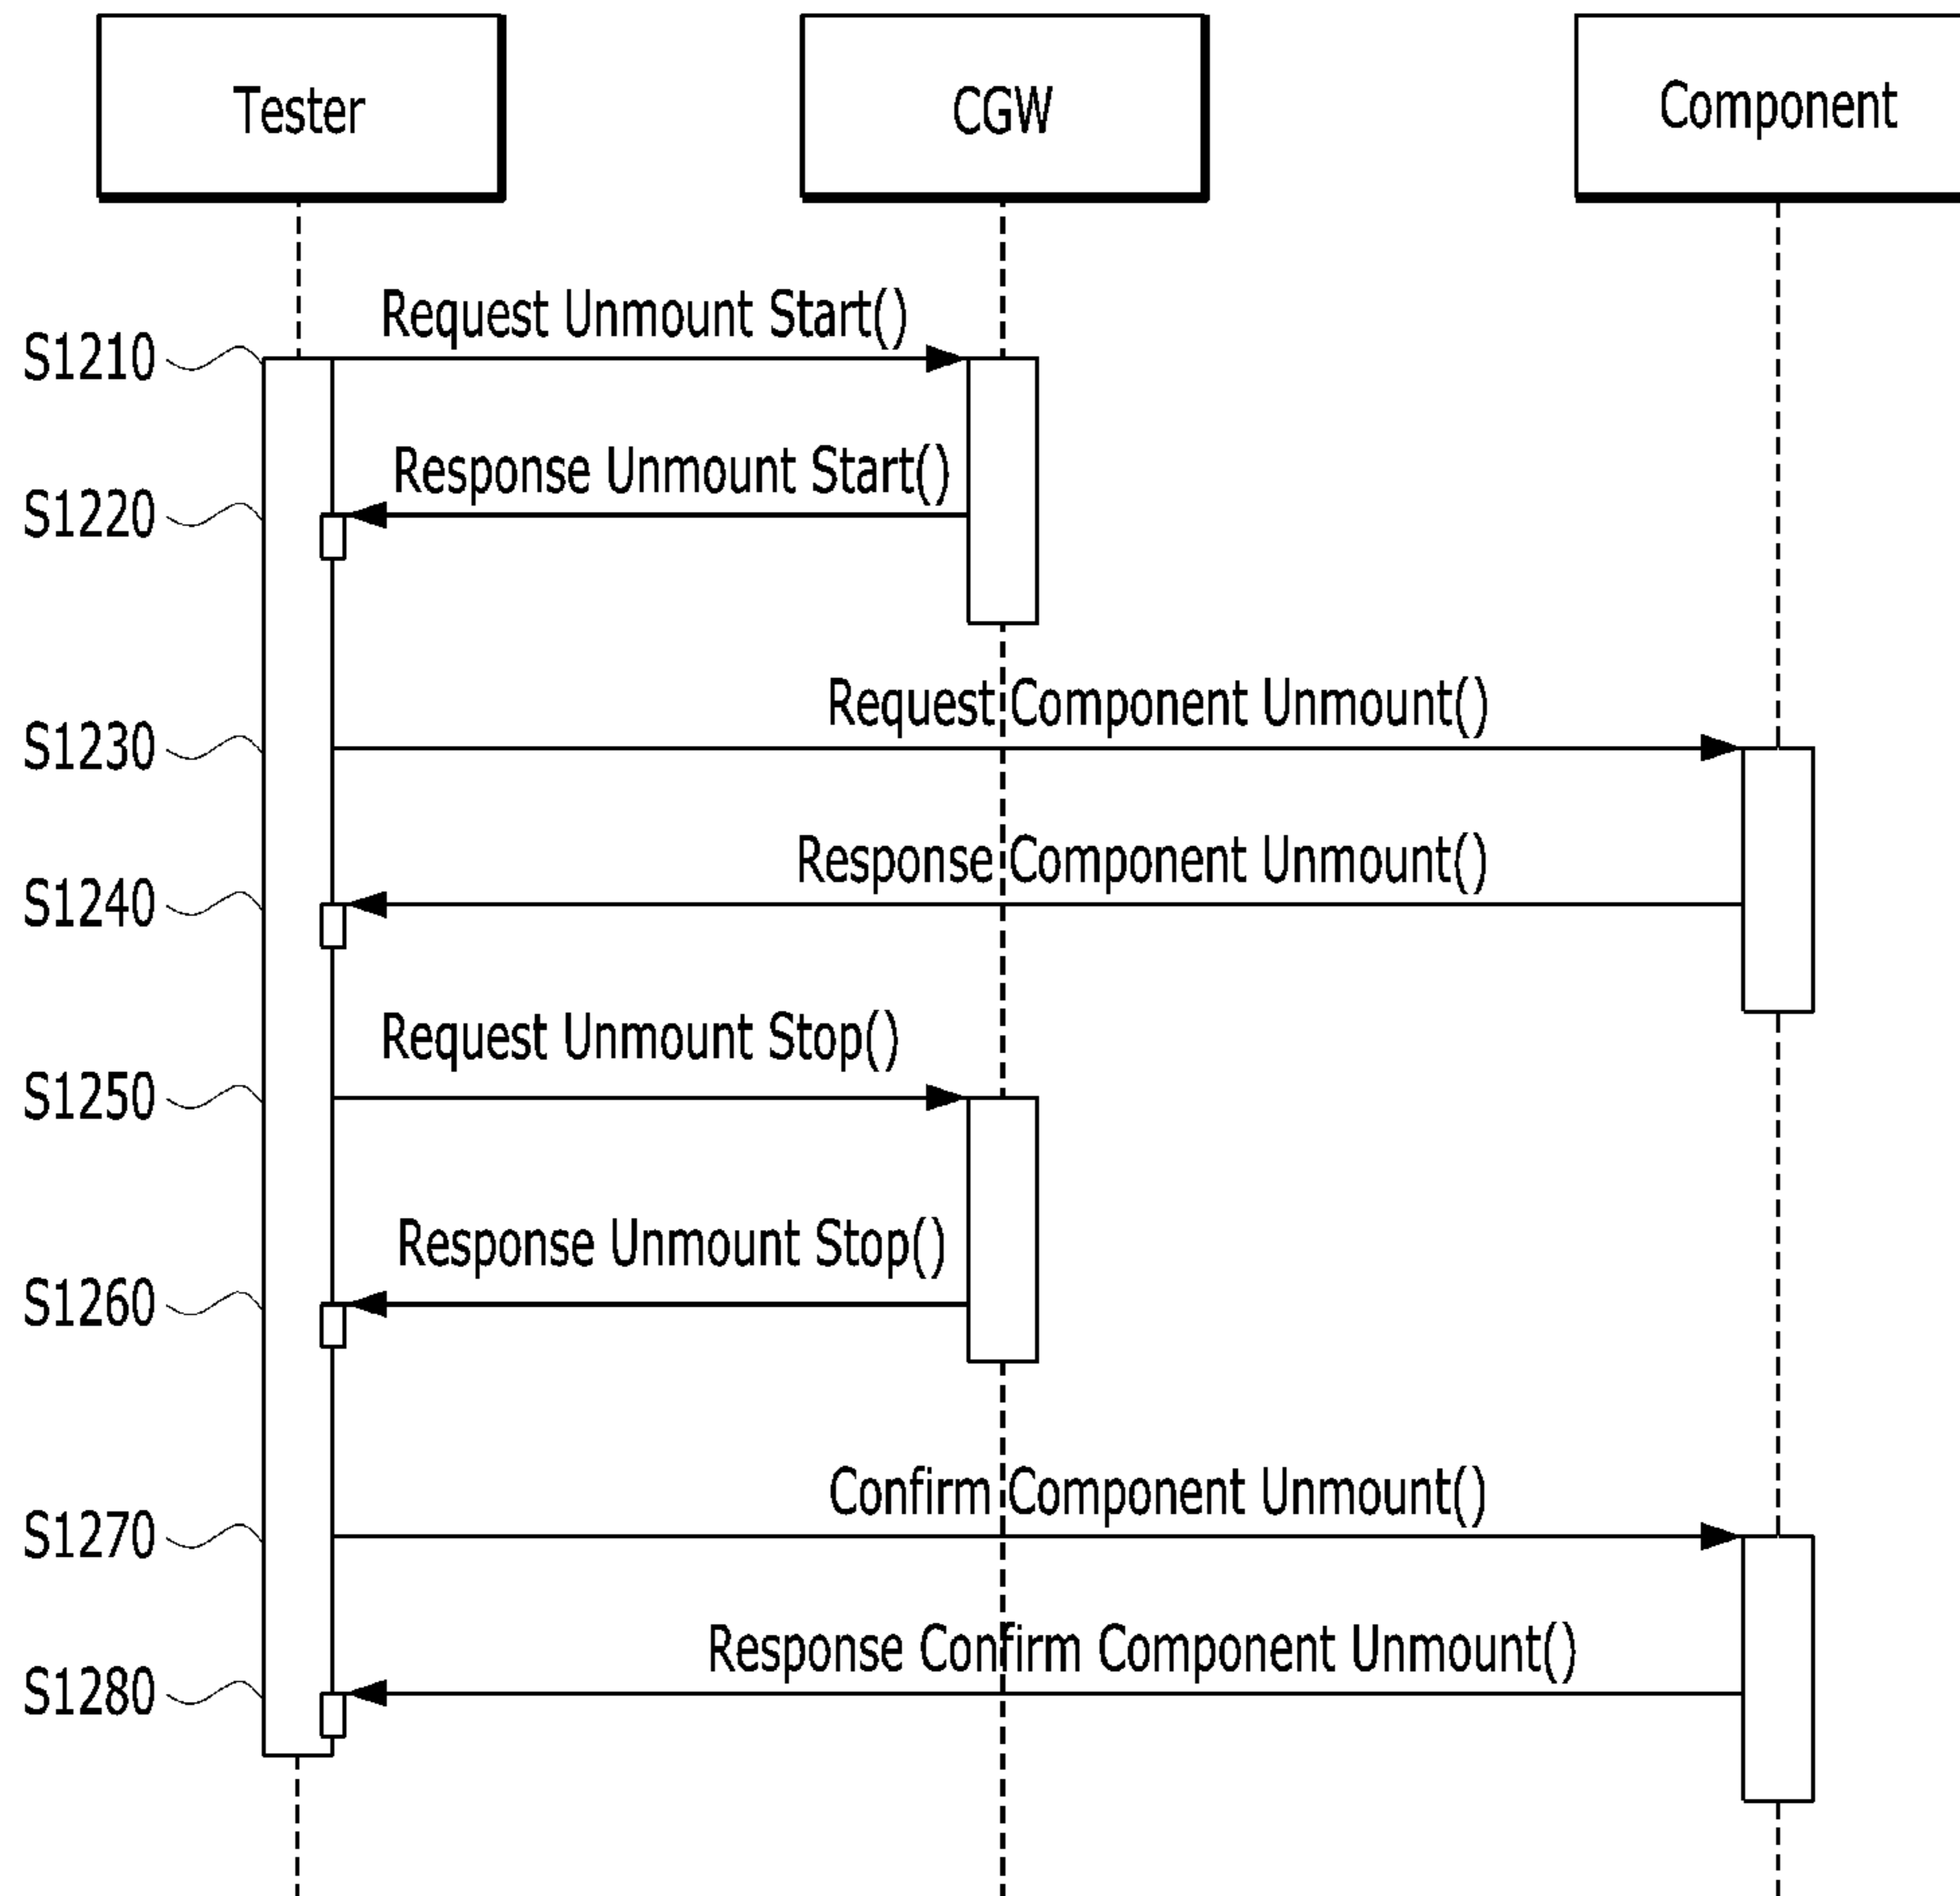 Tester
CGW
Component
Request Unmount Start()
S1210
Response Unmount Start()
S1220
Request Component Unmount()
S1230
Response Component Unmount()
S1240
Request Unmount Stop()
S1250
Response Unmount Stop()
S1260
Confirm Component Unmount()
S1270
Response Confirm Component Unmount()
S1280